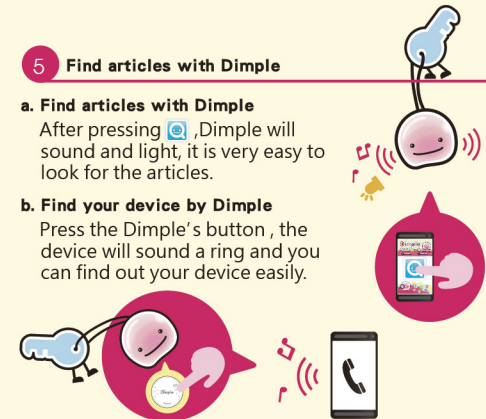 5 Find articles with Dimple
a. Find articles with Dimple
After pressing ,Dimple will
sound and light, it is very easy to
look for the articles.
b. Find your device by Dimple
Press the Dimple's button , the
device will sound a ring and you
can find out your device easily.
Dimple
Dimple